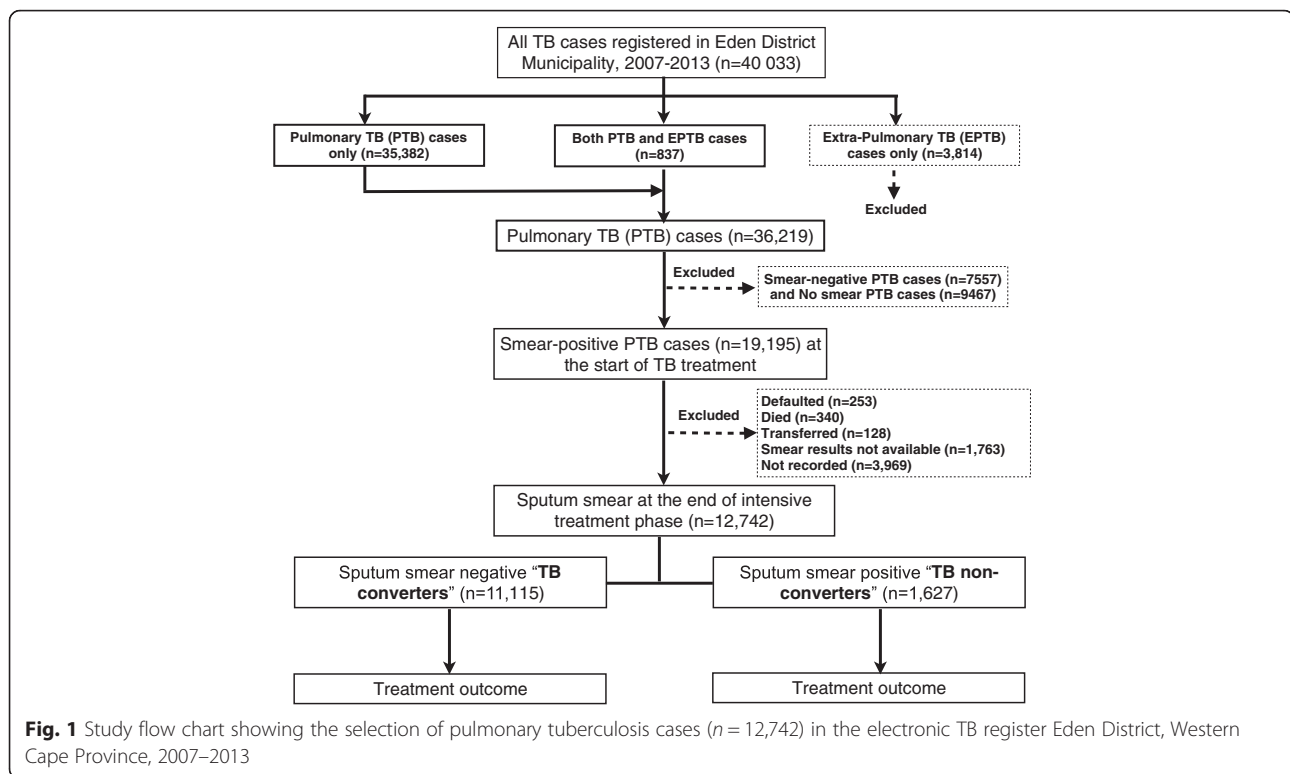 All TB cases registered in Eden District
Municipality, 2007-2013 (n=40 033)
Pulmonary TB (PTB) cases
only (n=35,382)
Both PTB and EPTB cases
(n=837)
Extra-Pulmonary TB (EPTB)
cases only (n=3,814)
Excluded
Pulmonary TB (PTB) cases (n=36,219)
Excluded
Smear-negative PTB cases (n=7557)
and No smear PTB cases (n=9467)
Smear-positive PTB cases (n=19,195) at
the start of TB treatment
Excluded
Defaulted (n=253)
Died (n=340)
Transferred (n=128)
Smear results not available (n=1,763)
Not recorded (n=3,969)
Sputum smear at the end of intensive
treatment phase (n=12,742)
Sputum smear negative “TB
converters” (n=11,115)
Sputum smear positive “TB non-
converters” (n=1,627)
Treatment outcome
Treatment outcome
Fig. 1 Study flow chart showing the selection of pulmonary tuberculosis cases (n = 12,742) in the electronic TB register Eden District, Western
Cape Province, 2007–2013